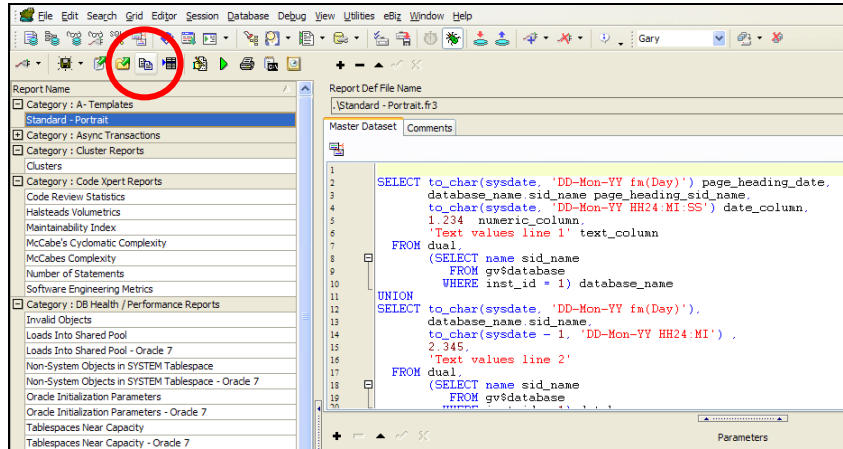 File Edit Search Grid Editor Session Database Debug View Utilities eBiz Window Help
Gary
Report Name
Category : A- Templates
Standard - Portrait
Category : Async Transactions
Category : Cluster Reports
Clusters
Category : Code Xpert Reports
Code Review Statistics
Halsteads Volumetrics
Maintainability Index
McCabe's Cyclomatic Complexity
McCabes Complexity
Number of Statements
Software Engineering Metrics
Category : DB Health / Performance Reports
Invalid Objects
Loads Into Shared Pool
Loads Into Shared Pool - Oracle 7
Non-System Objects in SYSTEM Tablespace
Non-System Objects in SYSTEM Tablespace - Oracle 7
Oracle Initialization Parameters
Oracle Initialization Parameters - Oracle 7
Tablespaces Near Capacity
Tablespaces Near Capacity - Oracle 7
Report Def File Name
.\Standard - Portrait.fr3
Master Dataset Comments
1
2 SELECT to_char(sysdate, 'DD-Mon-YY fm(Day)') page_heading_date,
3 database_name.sid_name page_heading_sid_name,
4 to_char(sysdate, 'DD-Mon-YY HH24:MI:SS') date_column,
5 1.234 numeric_column,
6 'Text values line 1' text_column
7 FROM dual,
8 (SELECT name sid_name
9 FROM gv$database
10 WHERE inst_id = 1) database_name
11 UNION
12 SELECT to_char(sysdate, 'DD-Mon-YY fm(Day)'),
13 database_name.sid_name,
14 to_char(sysdate - 1, 'DD-Mon-YY HH24:MI') ,
15 2.345,
16 'Text values line 2'
17 FROM dual,
18 (SELECT name sid_name
19 FROM gv$database
20
Parameters